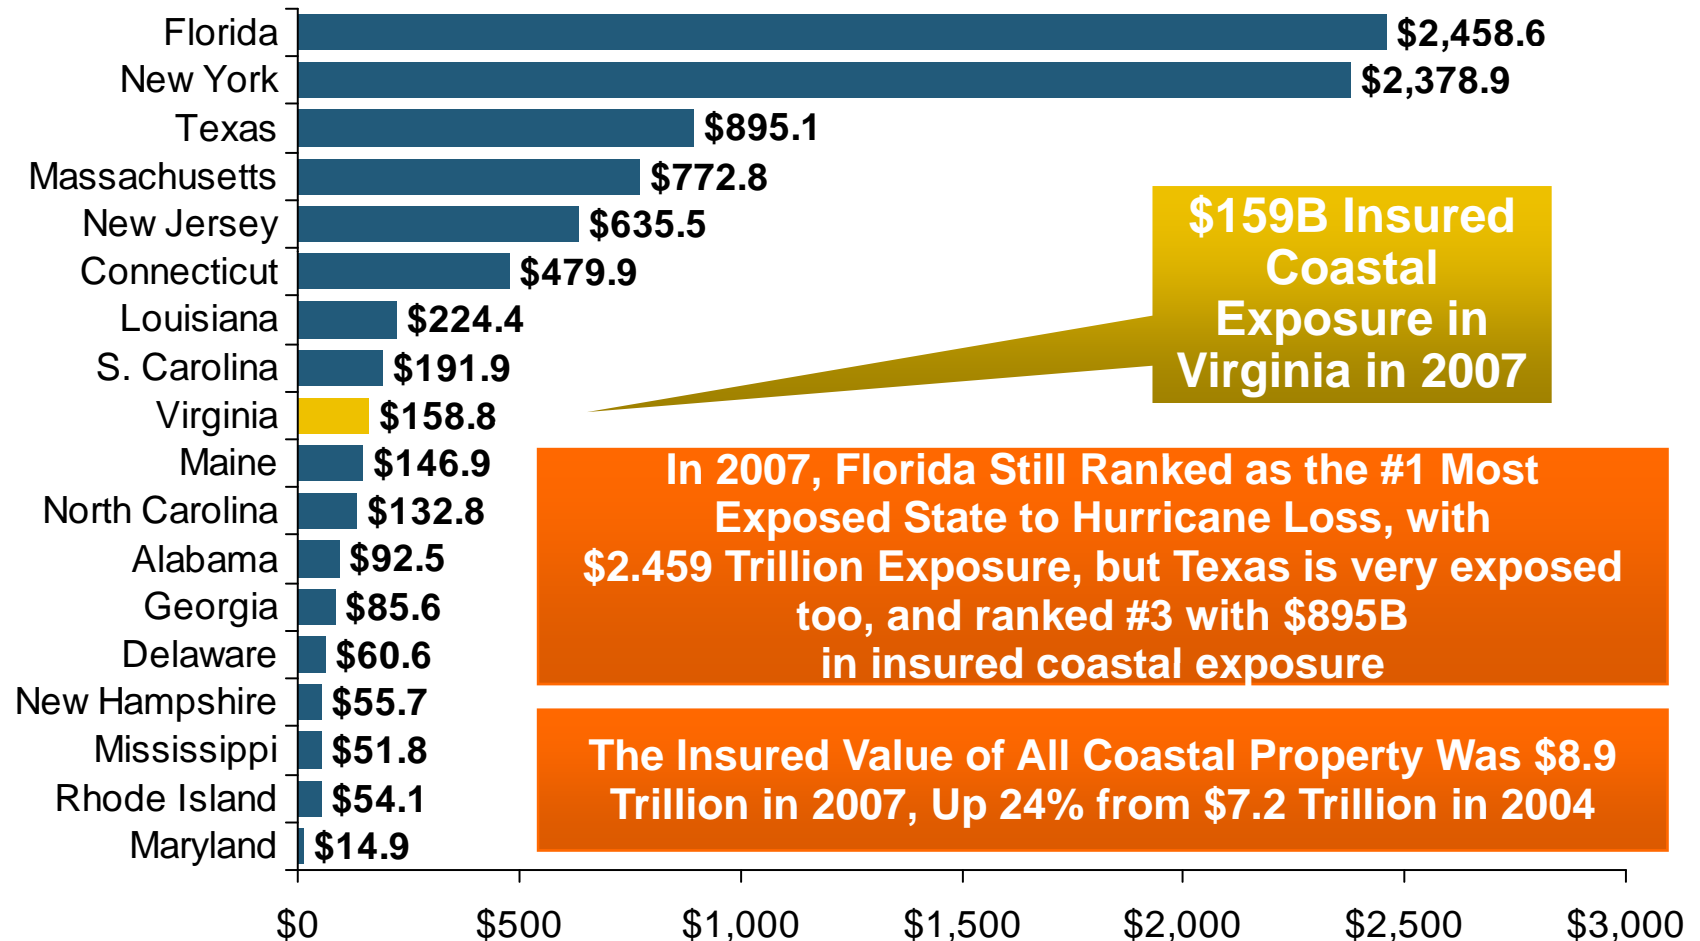 Florida $2,458.6
New York $2,378.9
Texas $895.1
Massachusetts $772.8
New Jersey $635.5
Connecticut $479.9
Louisiana $224.4
S. Carolina $191.9
Virginia $158.8
Maine $146.9
North Carolina $132.8
Alabama $92.5
Georgia $85.6
Delaware $60.6
New Hampshire $55.7
Mississippi $51.8
Rhode Island $54.1
Maryland $14.9
$0 $500 $1,000 $1,500 $2,000 $2,500 $3,000
$159B Insured
Coastal
Exposure in
Virginia in 2007
In 2007, Florida Still Ranked as the #1 Most
Exposed State to Hurricane Loss, with
$2.459 Trillion Exposure, but Texas is very exposed
too, and ranked #3 with $895B
in insured coastal exposure
The Insured Value of All Coastal Property Was $8.9
Trillion in 2007, Up 24% from $7.2 Trillion in 2004